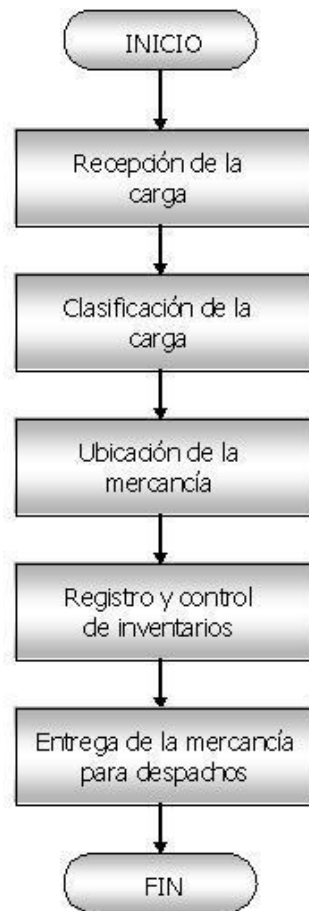 INICIO
Recepción de la
carga
Clasificación de la
carga
Ubicación de la
mercancía
Registro y control
de inventarios
Entrega de la mercancía
para despachos
FIN